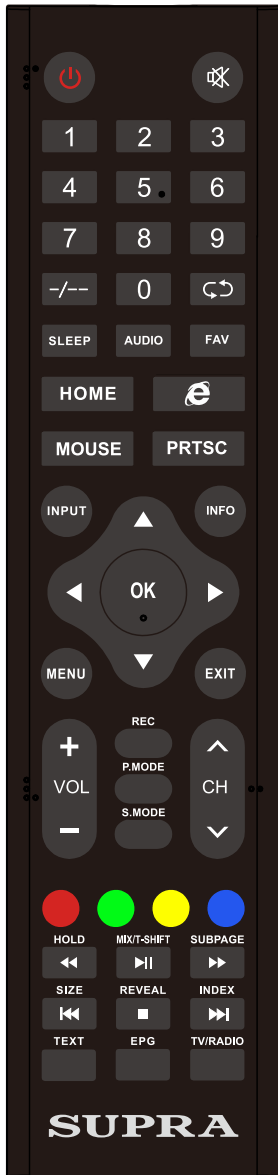 1 2 3
4 5 6
7 8 9
-/-- 0
SLEEP AUDIO FAV
HOME
MOUSE PRTSC
INPUT INFO
OK
MENU EXIT
REC
+
P.MODE
VOL CH
S.MODE
−
HOLD MIX/T-SHIFT SUBPAGE
SIZE REVEAL INDEX
TEXT EPG TV/RADIO
SUPRA